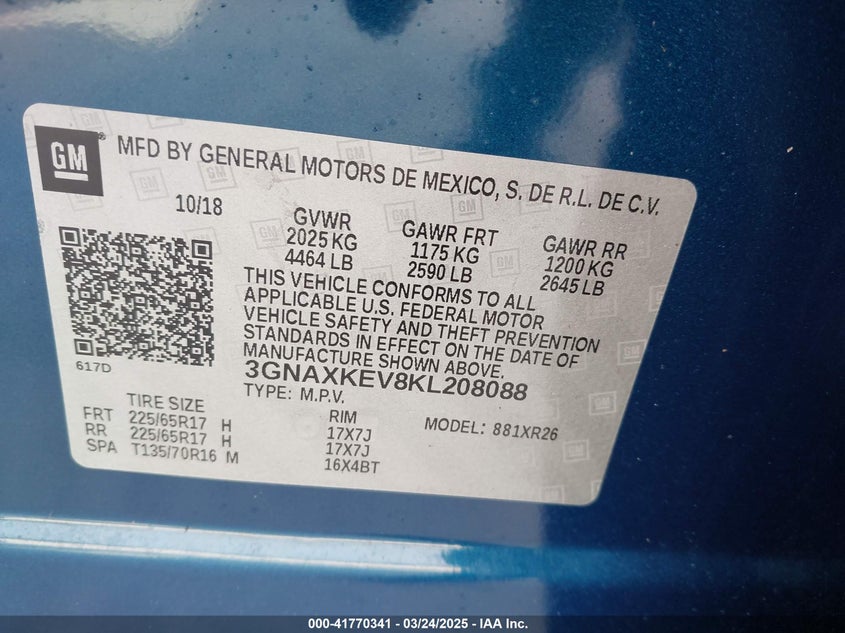 GM
MFD BY GENERAL MOTORS DE MEXICO, S. DE R.L. DE C.V.
10/18 GVWR GAWR FRT GAWR RR
2025 KG 1175 KG 1200 KG
4464 LB 2590 LB 2645 LB
THIS VEHICLE CONFORMS TO ALL
APPLICABLE U.S. FEDERAL MOTOR
VEHICLE SAFETY AND THEFT PREVENTION
STANDARDS IN EFFECT ON THE DATE OF
MANUFACTURE SHOWN ABOVE.
617D
3GNAXKEV8KL208088
TYPE: M.P.V.
TIRE SIZE RIM MODEL: 881XR26
FRT 225/65R17 H 17X7J
RR 225/65R17 H 17X7J
SPA T135/70R16 M 16X4BT
000-41770341 - 03/24/2025 - IAA Inc.